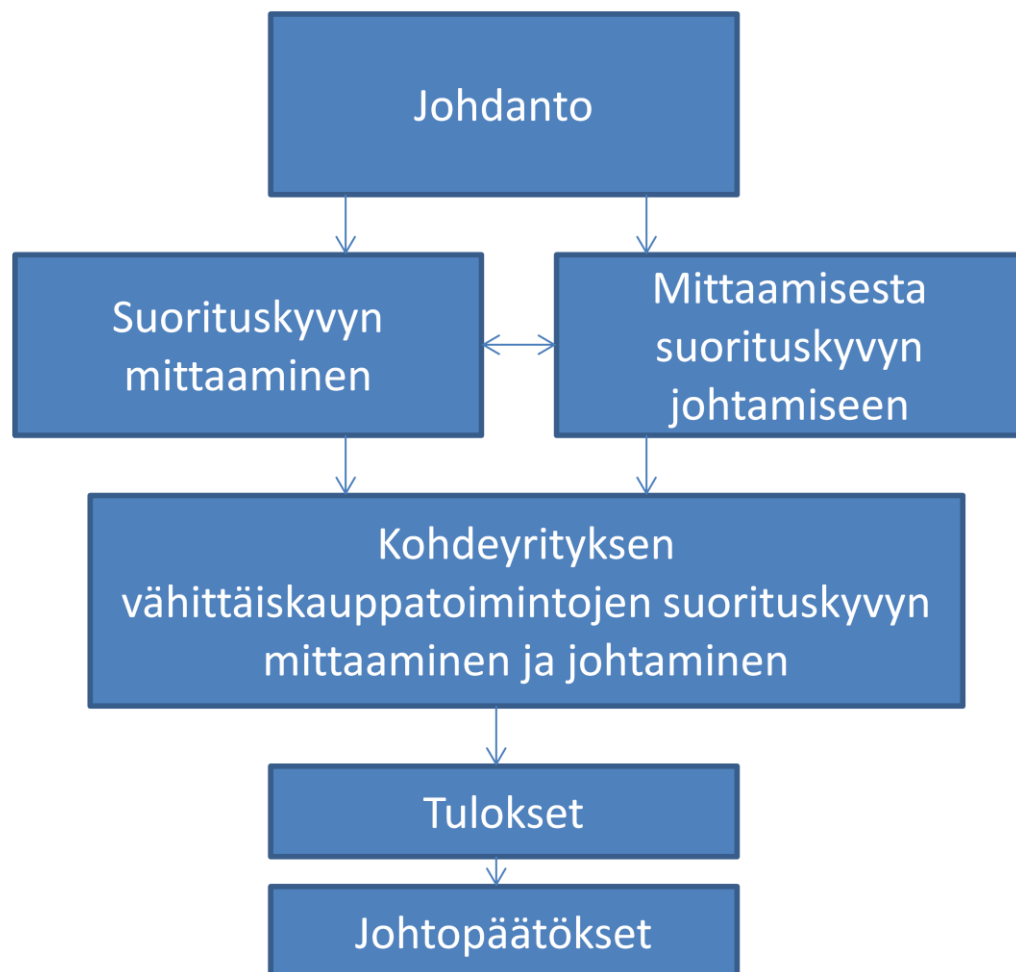 Johdanto
Suorituskyvyn
mittaaminen
Mittaamisesta
suorituskyvyn
johtamiseen
Kohdeyrityksen
vähittäiskauppatoimintojen suorituskyvyn
mittaaminen ja johtaminen
Tulokset
Johtopäätökset